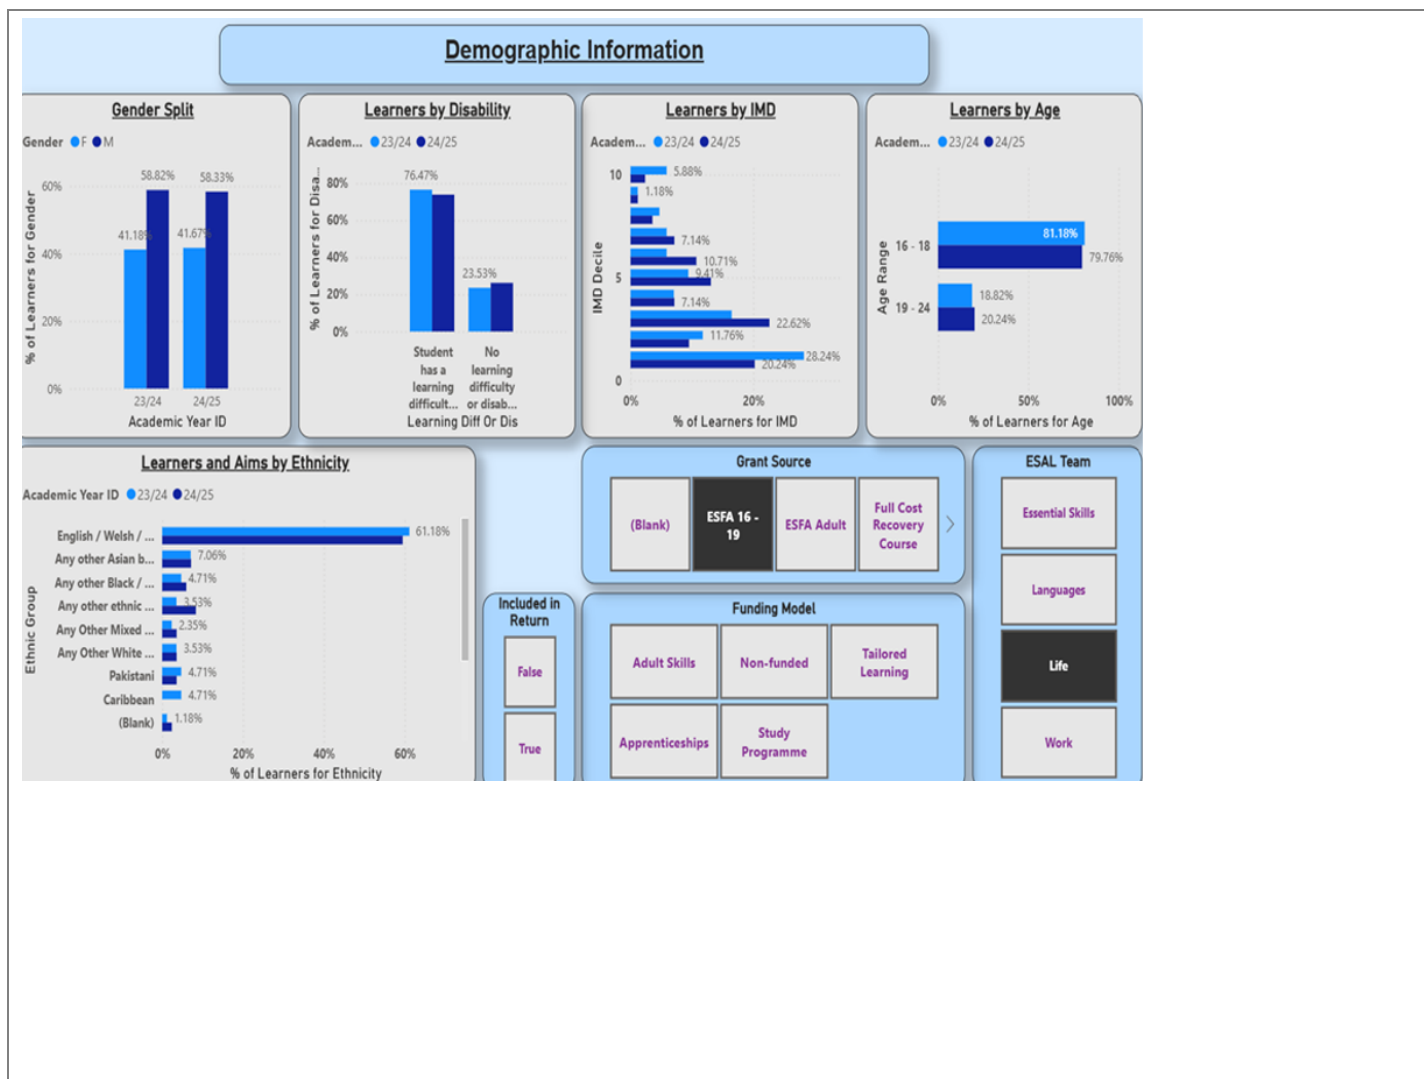 Demographic Information
Gender Split
Gender F M
58.82%
58.33%
41.18%
41.67%
60%
40%
20%
0%
% of Learners for Gender
23/24
24/25
Academic Year ID
Learners by Disability
Academ... 23/24 24/25
76.47%
23.53%
80%
60%
40%
20%
0%
% of Learners for Disa...
Student
has a
learning
difficult...
No
learning
difficulty
or disab...
Learning Diff Or Dis
Learners by IMD
Academ... 23/24 24/25
10
5
0
IMD Decile
5.88%
1.18%
7.14%
10.71%
9.41%
7.14%
22.62%
11.76%
28.24%
20.24%
0%
20%
% of Learners for IMD
Learners by Age
Academ... 23/24 24/25
Age Range
16 - 18
81.18%
79.76%
19 - 24
18.82%
20.24%
0%
50%
100%
% of Learners for Age
Learners and Aims by Ethnicity
Academic Year ID 23/24 24/25
Ethnic Group
English / Welsh / ... 61.18%
Any other Asian b... 7.06%
Any other Black / ... 4.71%
Any other ethnic ... 3.53%
Any Other Mixed ... 2.35%
Any Other White ... 3.53%
Pakistani 4.71%
Caribbean 4.71%
(Blank) 1.18%
0%
20%
40%
60%
% of Learners for Ethnicity
Included in
Return
False
True
Grant Source
(Blank)
ESFA 16 -
19
ESFA Adult
Full Cost
Recovery
Course
Funding Model
Adult Skills
Non-funded
Tailored
Learning
Apprenticeships
Study
Programme
ESAL Team
Essential Skills
Languages
Life
Work